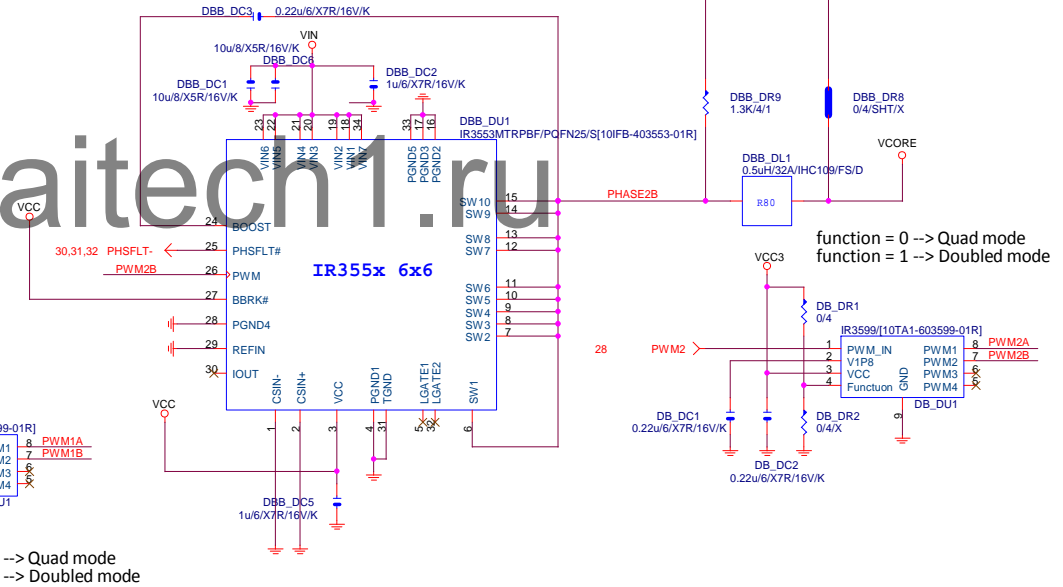 DBB_DC3 0.22u/6/X7R/16V/K
VIN
10u/8/X5R/16V/K
DBB_DC6
DBB_DC1
10u/8/X5R/16V/K
DBB_DC2
1u/6/X7R/16V/K
DBB_DU1
IR3553MTRPBF/PQFN25/S[10IFB-403553-01R]
23 22 21 20 19 18 34 33 17 16
VIN6 VIN5 VIN4 VIN3 VIN2 VIN1 VIN7 PGND5 PGND3 PGND2
aitech1.ru
DBB_DR9
1.3K/4/1
DBB_DR8
0/4/SHT/X
VCORE
DBB_DL1
0.5uH/32A/IHC109/FS/D
R80
PHASE2B
VCC
24 BOOST
30,31,32 PHSFLT- 25 PHSFLT#
PWM2B 26 PWM
27 BBRK#
28 PGND4
29 REFIN
30 IOUT
IR355x 6x6
SW10 15
SW9 14
SW8 13
SW7 12
SW6 11
SW5 10
SW4 9
SW3 8
SW2 7
CSIN- CSIN+ VCC PGND1 TGND LGATE1 LGATE2 SW1
1 2 3 4 31 5 32 6
VCC
DBB_DC5
1u/6/X7R/16V/K
function = 0 --> Quad mode
function = 1 --> Doubled mode
VCC3
DB_DR1
0/4
IR3599/[10TA1-603599-01R]
28 PWM2
1 PWM_IN PWM1 8 PWM2A
2 V1P8 PWM2 7 PWM2B
3 VCC PWM3 6
4 Functuon GND PWM4 5
9
DB_DU1
DB_DC1
0.22u/6/X7R/16V/K
DB_DR2
0/4/X
DB_DC2
0.22u/6/X7R/16V/K
99-01R]
M1 8 PWM1A
M2 7 PWM1B
M3 6
M4 5
U1
--> Quad mode
--> Doubled mode